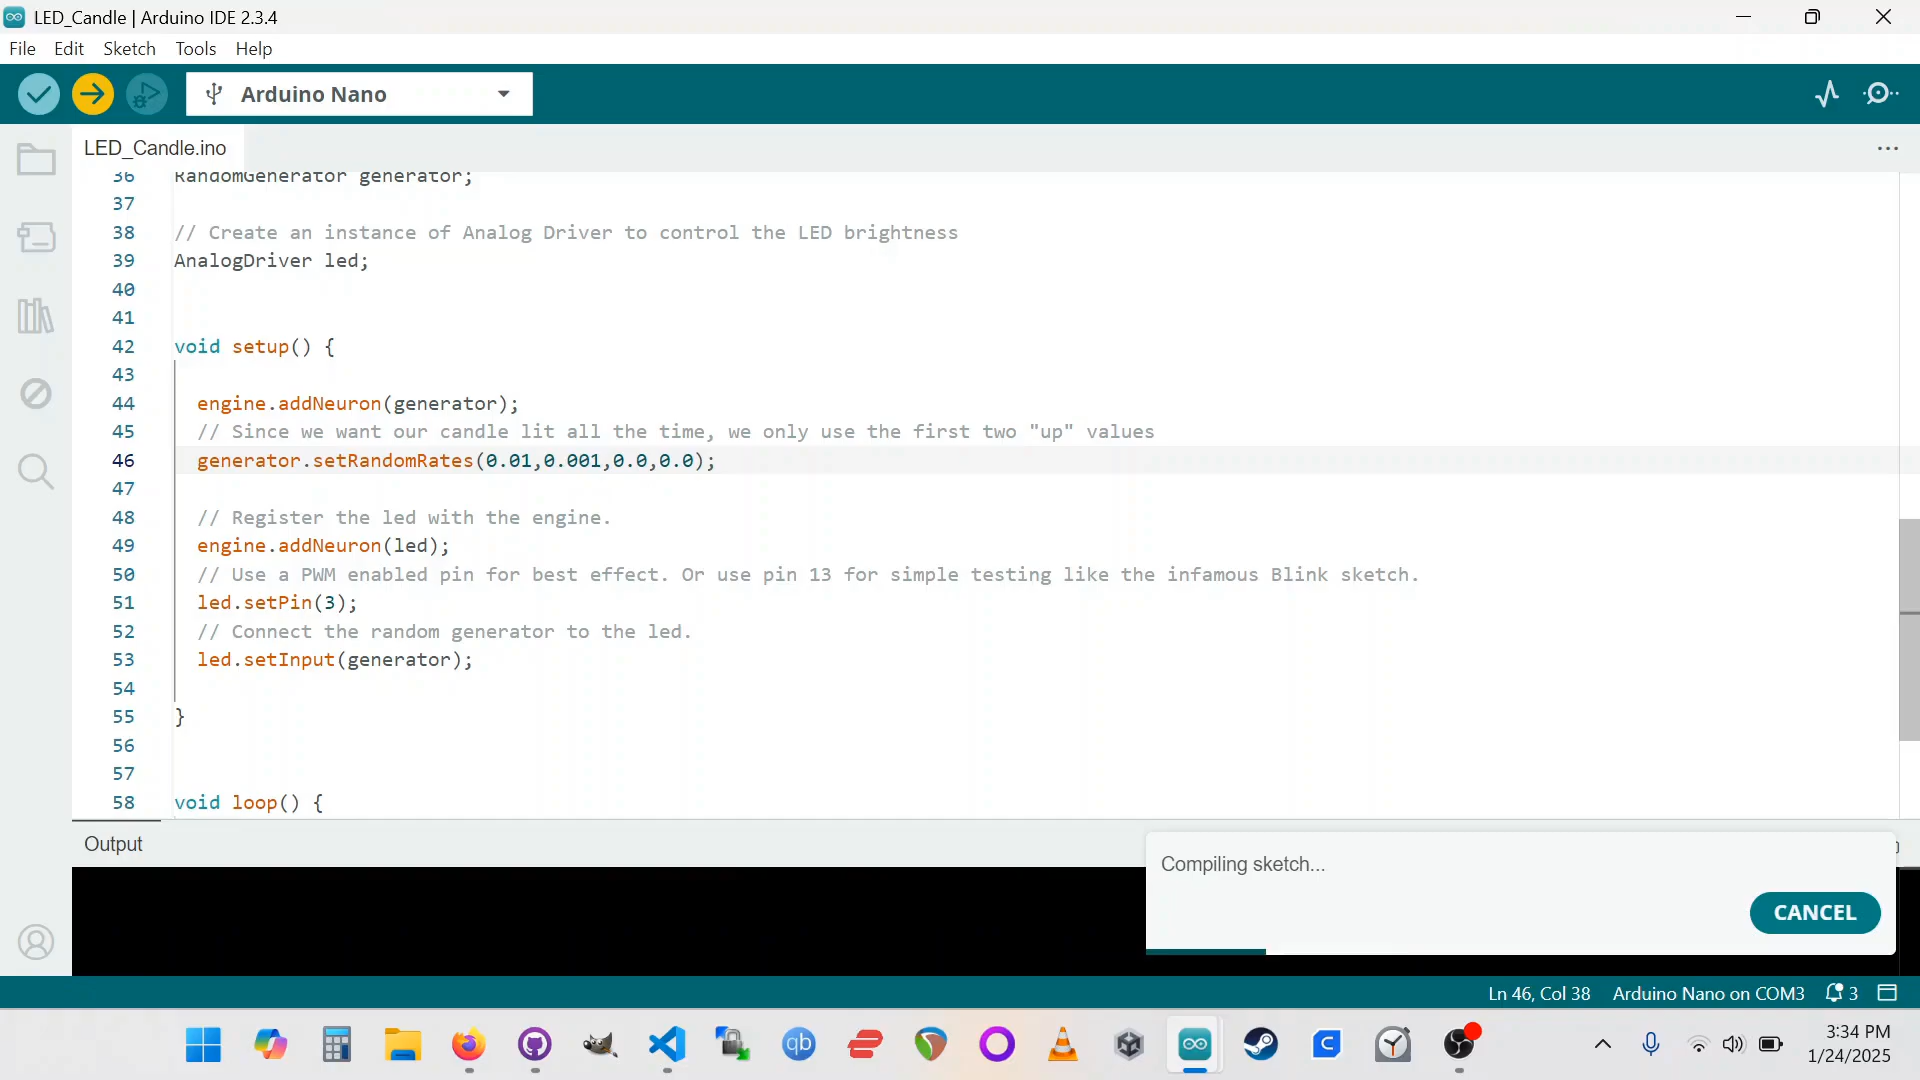 LED_Candle | Arduino IDE 2.3.4
File Edit Sketch Tools Help
Arduino Nano
LED_Candle.ino
36 RandomGenerator generator;
37
38 // Create an instance of Analog Driver to control the LED brightness
39 AnalogDriver led;
40
41
42 void setup() {
43
44 engine.addNeuron(generator);
45 // Since we want our candle lit all the time, we only use the first two "up" values
46 generator.setRandomRates(0.01,0.001,0.0,0.0);
47
48 // Register the led with the engine.
49 engine.addNeuron(led);
50 // Use a PWM enabled pin for best effect. Or use pin 13 for simple testing like the infamous Blink sketch.
51 led.setPin(3);
52 // Connect the random generator to the led.
53 led.setInput(generator);
54
55 }
56
57
58 void loop() {
Output
Compiling sketch...
CANCEL
Ln 46, Col 38 Arduino Nano on COM3 3
qb
C
3:34 PM
1/24/2025